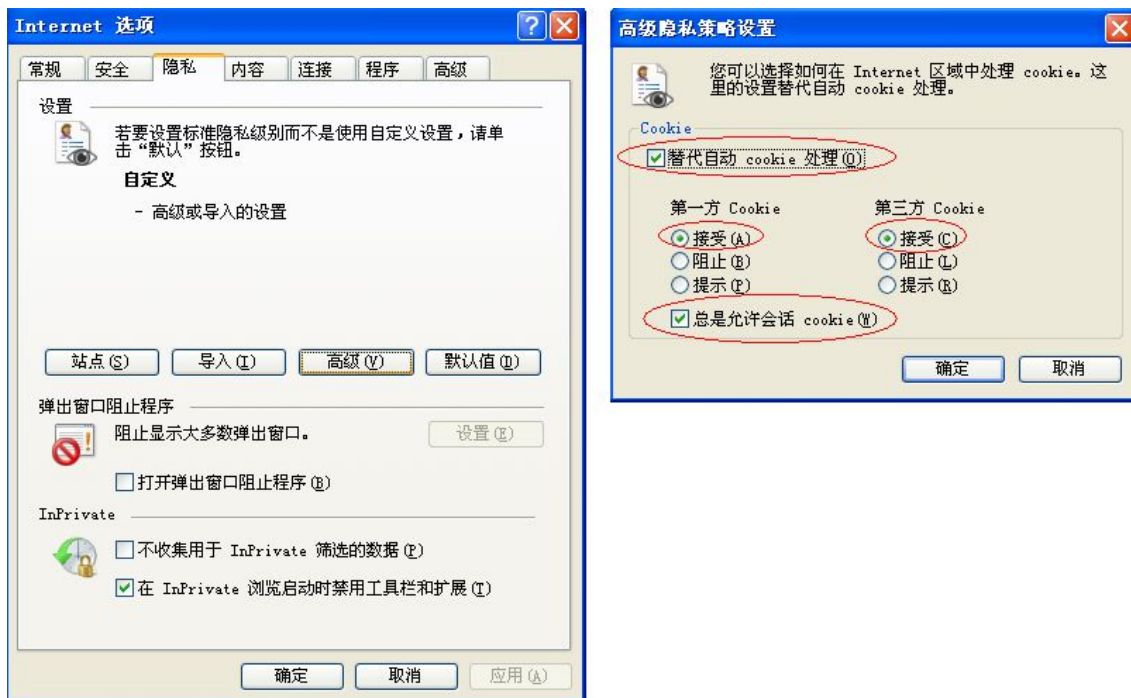 Internet 选项
常规 安全 隐私 内容 连接 程序 高级
设置
若要设置标准隐私级别而不是使用自定义设置，请单
击“默认”按钮。
自定义
- 高级或导入的设置
站点(S) 导入(I) 高级(V) 默认值(D)
弹出窗口阻止程序
阻止显示大多数弹出窗口。 设置(E)
打开弹出窗口阻止程序(B)
InPrivate
不收集用于 InPrivate 筛选的数据(P)
在 InPrivate 浏览启动时禁用工具栏和扩展(T)
确定 取消 应用(A)
高级隐私策略设置
您可以选择如何在 Internet 区域中处理 cookie。这
里的设置替代自动 cookie 处理。
Cookie
替代自动 cookie 处理(O)
第一方 Cookie 第三方 Cookie
接受(A) 接受(C)
阻止(B) 阻止(L)
提示(P) 提示(R)
总是允许会话 cookie(W)
确定 取消